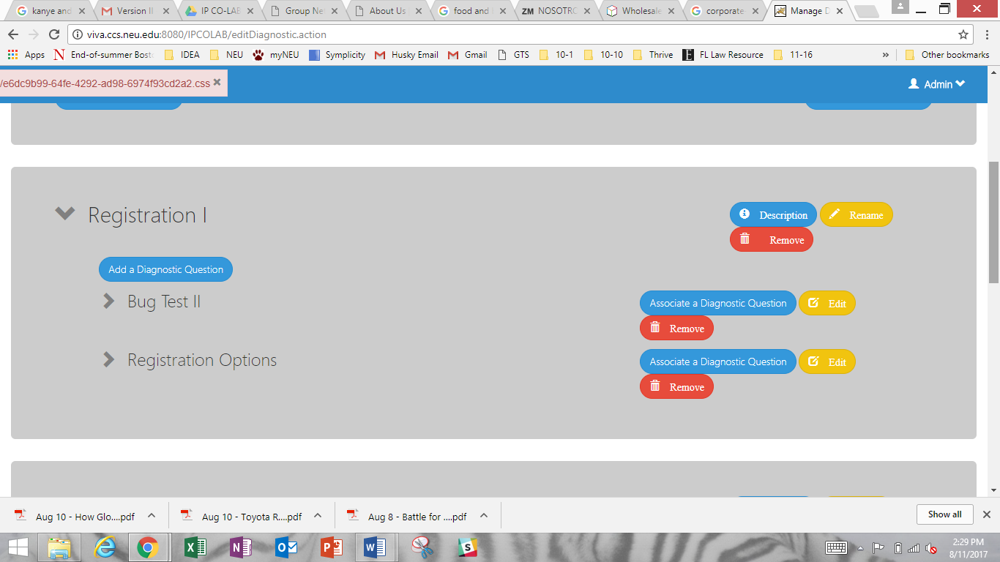 kanye and
Version II
IP CO-LAB
Group Ne
About Us
food and
ZM NOSOTRO
Wholesale
corporate
Manage D
viva.ccs.neu.edu:8080/IPCOLAB/editDiagnostic.action
Apps
N End-of-summer Bost
IDEA
NEU
myNEU
Symplicity
Husky Email
Gmail
GTS
10-1
10-10
Thrive
E FL Law Resource
11-16
»
Other bookmarks
/e6dc9b99-64fe-4292-ad98-6974f93cd2a2.css ×
Admin
Registration I
Description
Rename
Remove
Add a Diagnostic Question
Bug Test II
Associate a Diagnostic Question
Edit
Remove
Registration Options
Associate a Diagnostic Question
Edit
Remove
Aug 10 - How Glo....pdf
Aug 10 - Toyota R....pdf
Aug 8 - Battle for ....pdf
Show all
2:29 PM
8/11/2017